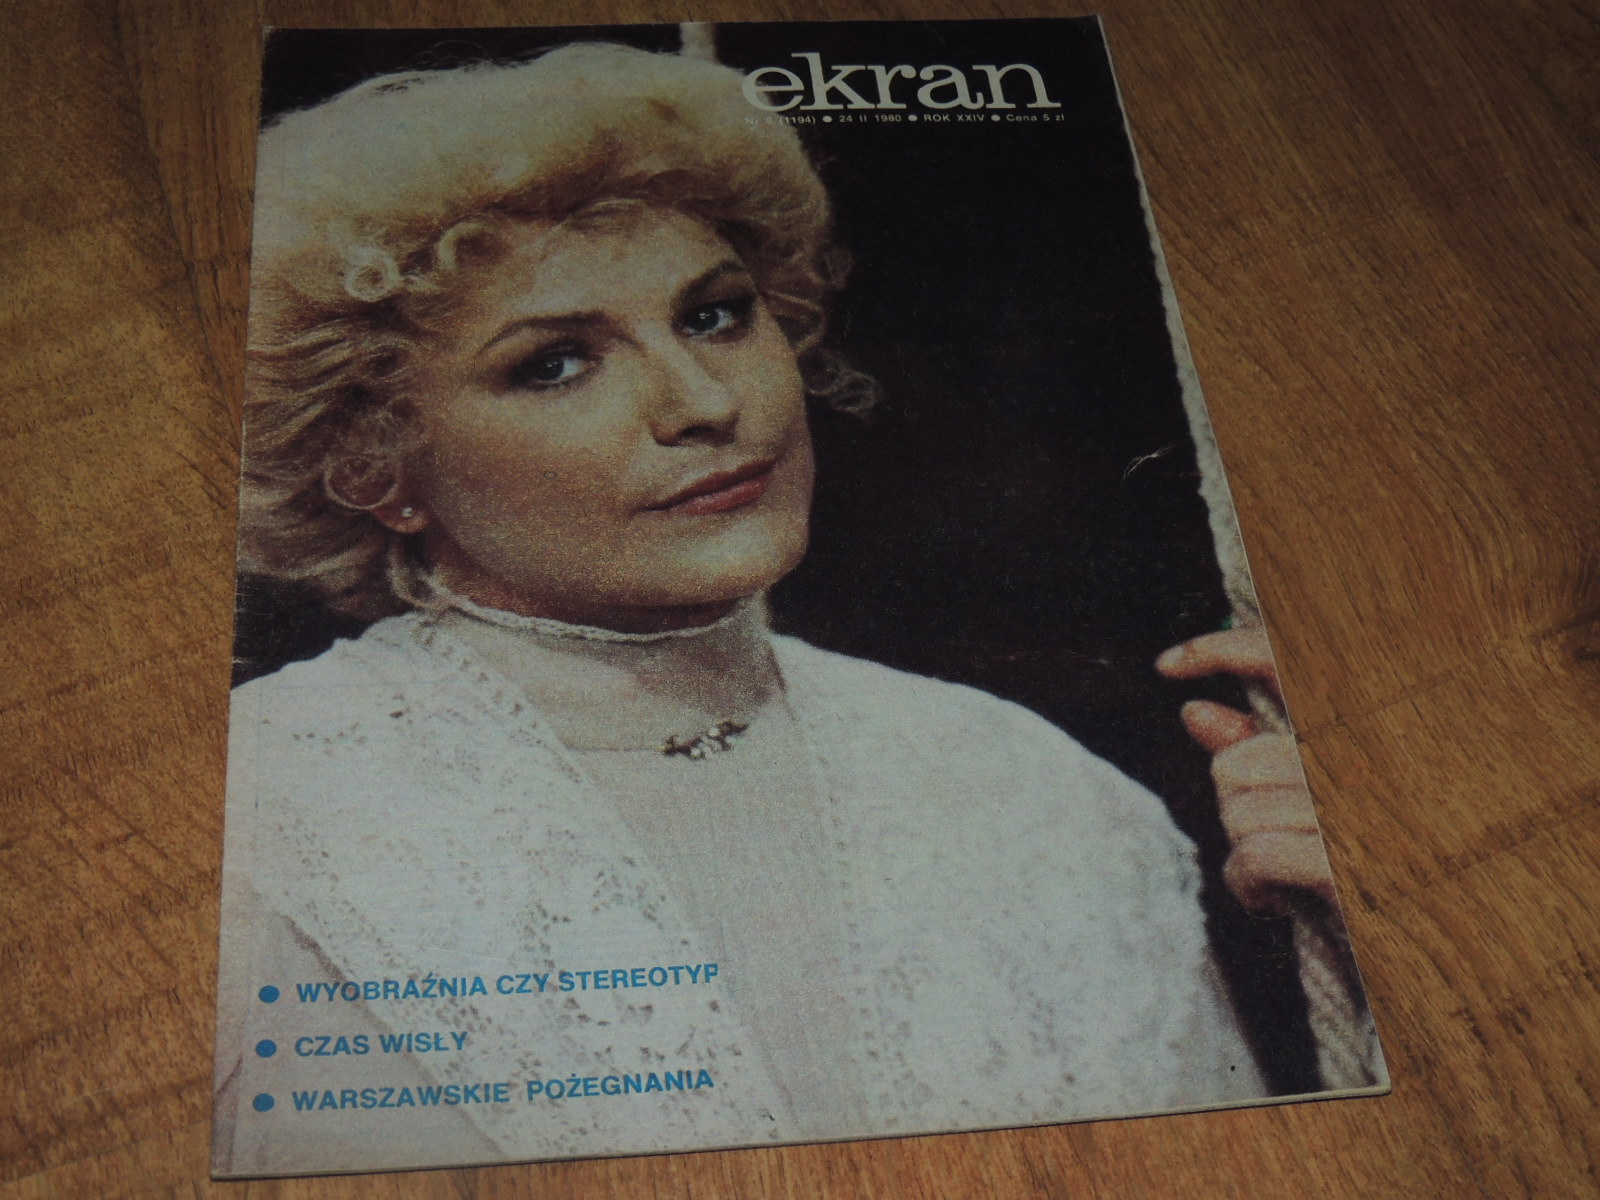 ekran
Nr 8 (1194) ● 24 II 1980 ● ROK XXIV ● Cena 5 zł
● WYOBRAŹNIA CZY STEREOTYP
● CZAS WISŁY
● WARSZAWSKIE POŻEGNANIA